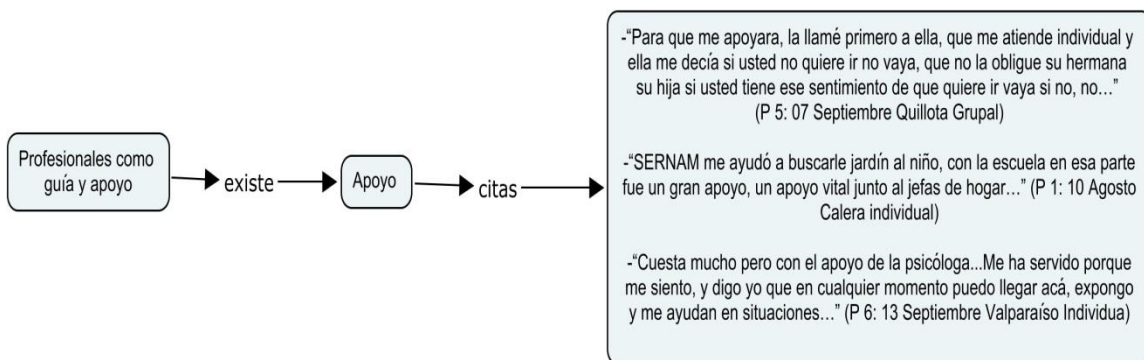 Profesionales como
guía y apoyo
existe
Apoyo
citas
-“Para que me apoyara, la llamé primero a ella, que me atiende individual y
ella me decía si usted no quiere ir no vaya, que no la obligue su hermana
su hija si usted tiene ese sentimiento de que quiere ir vaya si no, no…”
(P 5: 07 Septiembre Quillota Grupal)
-“SERNAM me ayudó a buscarle jardín al niño, con la escuela en esa parte
fue un gran apoyo, un apoyo vital junto al jefas de hogar…” (P 1: 10 Agosto
Calera individual)
-“Cuesta mucho pero con el apoyo de la psicóloga...Me ha servido porque
me siento, y digo yo que en cualquier momento puedo llegar acá, expongo
y me ayudan en situaciones…” (P 6: 13 Septiembre Valparaíso Individua)